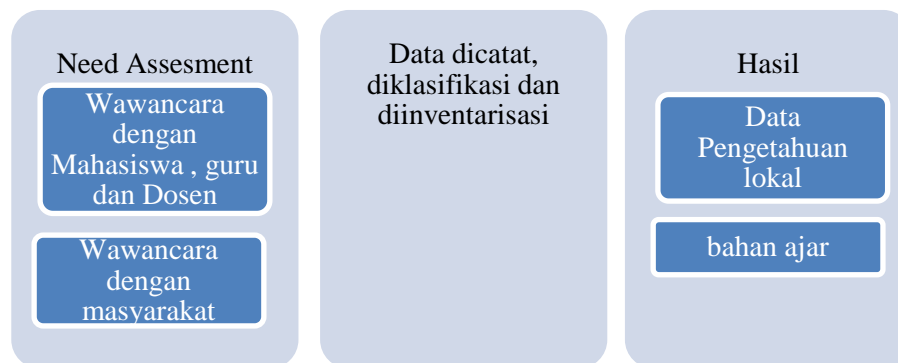 Need Assesment
Wawancara
dengan
Mahasiswa , guru
dan Dosen
Wawancara
dengan
masyarakat
Data dicatat,
diklasifikasi dan
diinventarisasi
Hasil
Data
Pengetahuan
lokal
bahan ajar